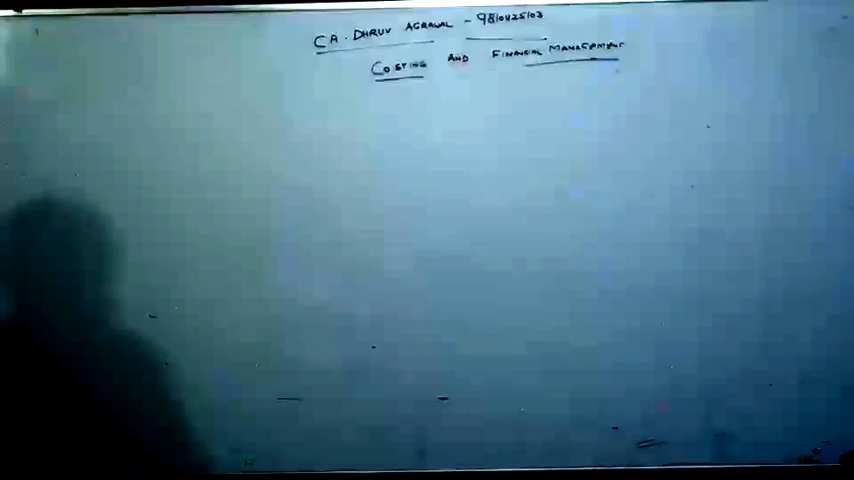 CA. DHRUV AGRAWAL - 9810425103
COSTING AND FINANCIAL MANAGEMENT